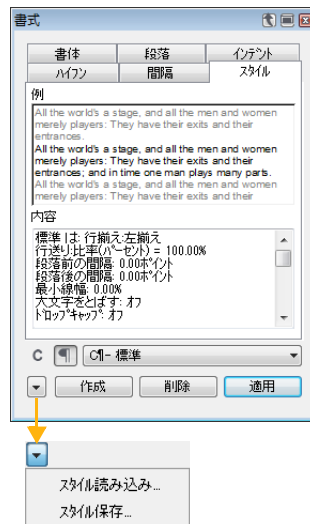 書式
書体 段落 インデント
ハイフン 間隔 スタイル
例
All the world's a stage, and all the men and women
merely players: They have their exits and their
entrances.
All the world's a stage, and all the men and women
merely players: They have their exits and their
entrances; and in time one man plays many parts.
All the world's a stage, and all the men and women
merely players: They have their exits and their
内容
標準 は: 行揃え:左揃え
行送り:比率(パーセント) = 100.00%
段落前の間隔: 0.00ポイント
段落後の間隔: 0.00ポイント
最小線幅: 0.00%
大文字をとばす: オフ
ドロップキャップ: オフ
C ¶ C¶- 標準
作成 削除 適用
スタイル読み込み...
スタイル保存...